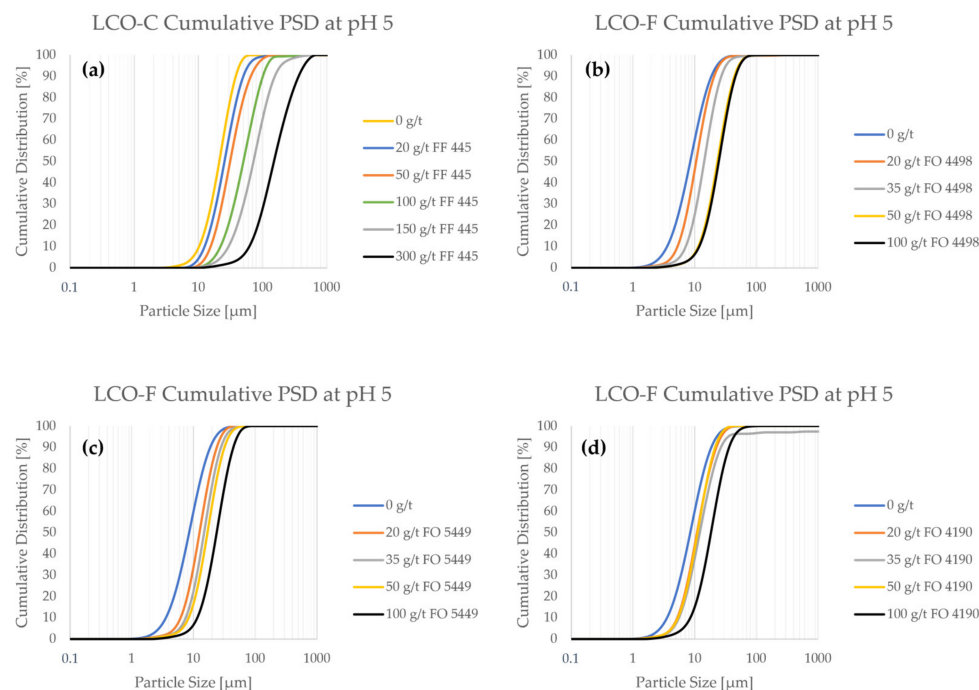 LCO-C Cumulative PSD at pH 5
(a)
Cumulative Distribution [%]
100
90
80
70
60
50
40
30
20
10
0
0.1 1 10 100 1000
Particle Size [µm]
0 g/t
20 g/t FF 445
50 g/t FF 445
100 g/t FF 445
150 g/t FF 445
300 g/t FF 445
LCO-F Cumulative PSD at pH 5
(b)
Cumulative Distribution [%]
100
90
80
70
60
50
40
30
20
10
0
0.1 1 10 100 1000
Particle Size [µm]
0 g/t
20 g/t FO 4498
35 g/t FO 4498
50 g/t FO 4498
100 g/t FO 4498
LCO-F Cumulative PSD at pH 5
(c)
Cumulative Distribution [%]
100
90
80
70
60
50
40
30
20
10
0
0.1 1 10 100 1000
Particle Size [µm]
0 g/t
20 g/t FO 5449
35 g/t FO 5449
50 g/t FO 5449
100 g/t FO 5449
LCO-F Cumulative PSD at pH 5
(d)
Cumulative Distribution [%]
100
90
80
70
60
50
40
30
20
10
0
0.1 1 10 100 1000
Particle Size [µm]
0 g/t
20 g/t FO 4190
35 g/t FO 4190
50 g/t FO 4190
100 g/t FO 4190